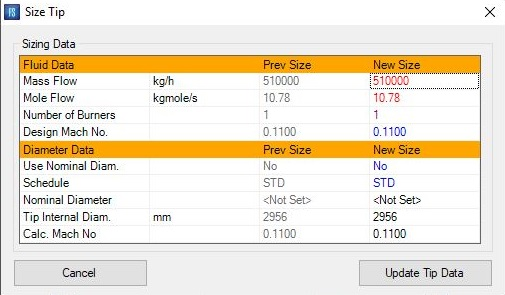 FS Size Tip
Sizing Data
Fluid Data Prev Size New Size
Mass Flow kg/h 510000 510000
Mole Flow kgmole/s 10.78 10.78
Number of Burners 1 1
Design Mach No. 0.1100 0.1100
Diameter Data Prev Size New Size
Use Nominal Diam. No No
Schedule STD STD
Nominal Diameter <Not Set> <Not Set>
Tip Internal Diam. mm 2956 2956
Calc. Mach No 0.1100 0.1100
Cancel Update Tip Data